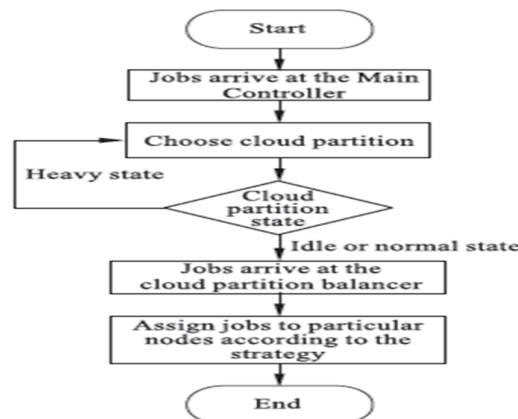 Start
Jobs arrive at the Main
Controller
Choose cloud partition
Heavy state
Cloud
partition
state
Idle or normal state
Jobs arrive at the
cloud partition balancer
Assign jobs to particular
nodes according to the
strategy
End